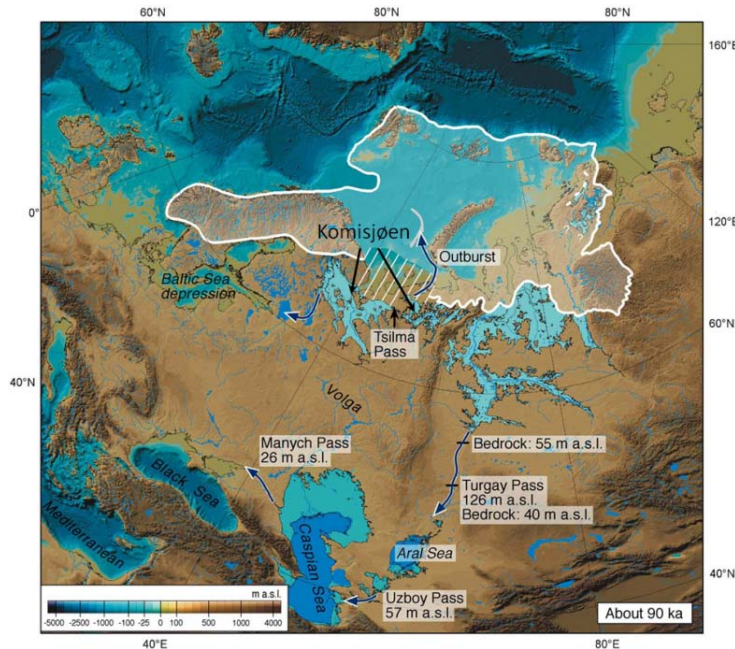 60°N
80°N
80°N
160°E
140°E
0°
120°E
Komisjøen
Outburst
Baltic Sea
depression
Tsilma
Pass
60°N
40°N
Volga
Manych Pass
26 m a.s.l.
Bedrock: 55 m a.s.l.
Turgay Pass
126 m a.s.l.
Bedrock: 40 m a.s.l.
Black Sea
Mediterranean
Caspian Sea
Aral Sea
40°N
Uzboy Pass
57 m a.s.l.
m a.s.l.
-5000 -1000 -100 -25 0 100 500 1000 4000
About 90 ka
40°E
80°E